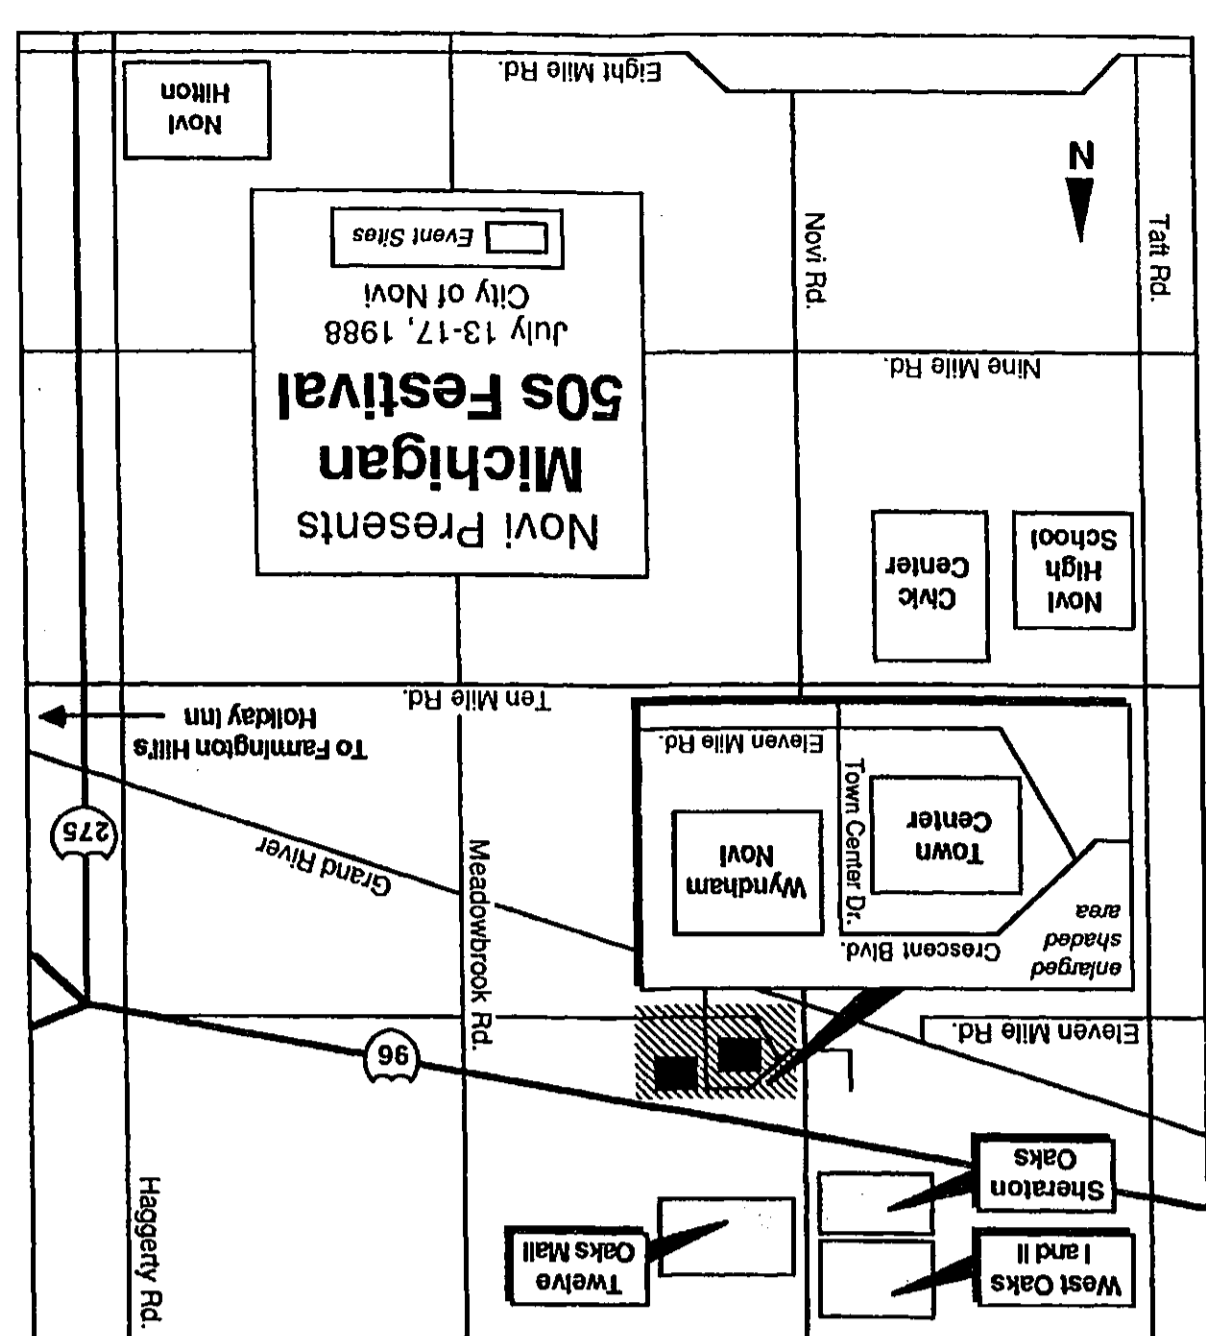 West Oaks
I and II
Twelve
Oaks Mall
Sheraton
Oaks
Haggerty Rd.
96
Eleven Mile Rd.
enlarged
shaded
area
Crescent Blvd.
Wyndham
Novi
Town Center Dr.
Town
Center
Eleven Mile Rd.
Meadowbrook Rd.
Grand River
275
To Farmington Hill's
Holiday Inn
Ten Mile Rd.
Novi
High
School
Civic
Center
Novi Presents
Michigan
50s Festival
July 13-17, 1988
City of Novi
Event Sites
Nine Mile Rd.
Taft Rd.
Novi Rd.
N
Novi
Hilton
Eight Mile Rd.